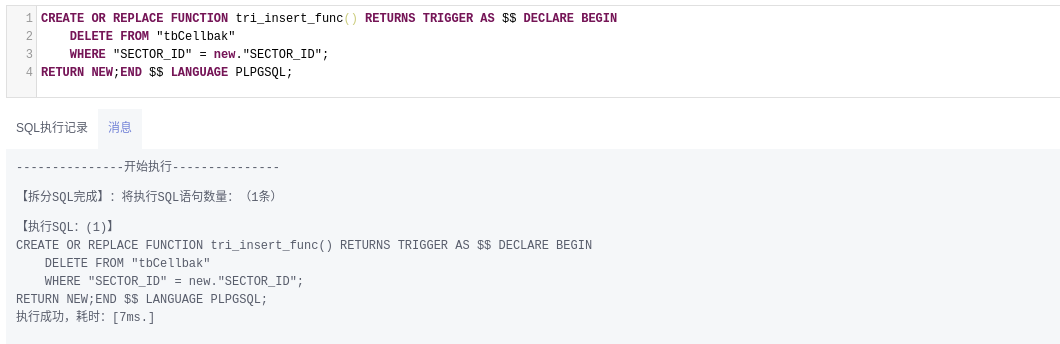 1 CREATE OR REPLACE FUNCTION tri_insert_func() RETURNS TRIGGER AS $$ DECLARE BEGIN
2     DELETE FROM "tbCellbak"
3     WHERE "SECTOR_ID" = new."SECTOR_ID";
4 RETURN NEW;END $$ LANGUAGE PLPGSQL;
SQL执行记录 消息
---------------开始执行---------------
【拆分SQL完成】：将执行SQL语句数量：（1条）
【执行SQL：(1)】
CREATE OR REPLACE FUNCTION tri_insert_func() RETURNS TRIGGER AS $$ DECLARE BEGIN
    DELETE FROM "tbCellbak"
    WHERE "SECTOR_ID" = new."SECTOR_ID";
RETURN NEW;END $$ LANGUAGE PLPGSQL;
执行成功，耗时：[7ms.]